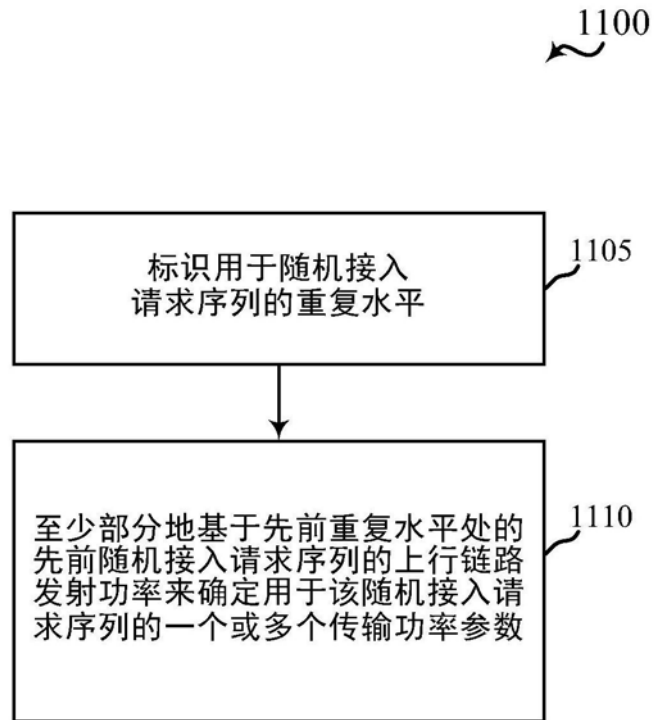 1100
标识用于随机接入
请求序列的重复水平
1105
至少部分地基于先前重复水平处的
先前随机接入请求序列的上行链路
发射功率来确定用于该随机接入请
求序列的一个或多个传输功率参数
1110